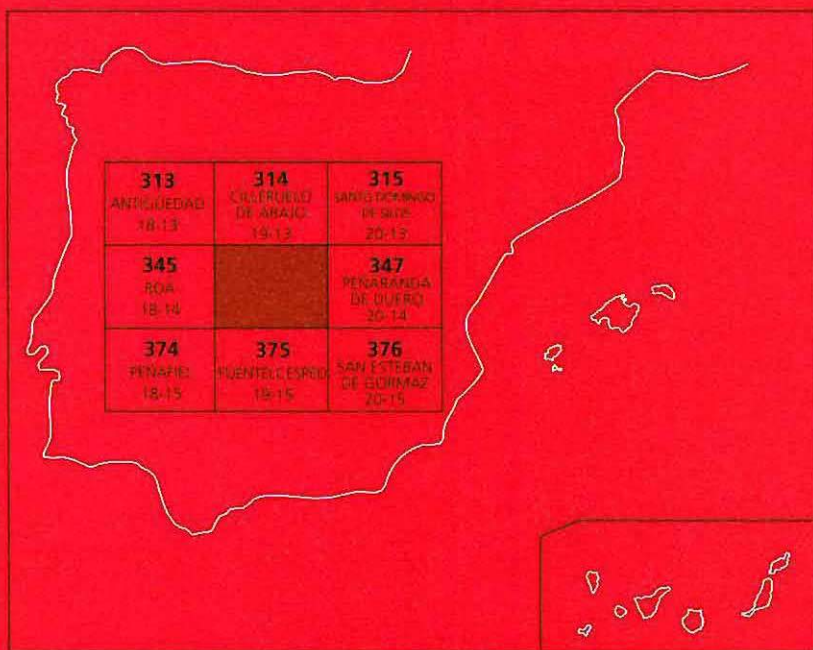 313
ANTIGÜEDAD
18-13
314
CILLERUELO
DE ABAJO
19-13
315
SANTO DOMINGO
DE SILOS
20-13
345
ROA
18-14
347
PEÑARANDA
DE DUERO
20-14
374
PEÑAFIEL
18-15
375
FUENTELCESPED
19-15
376
SAN ESTEBAN
DE GORMAZ
20-15